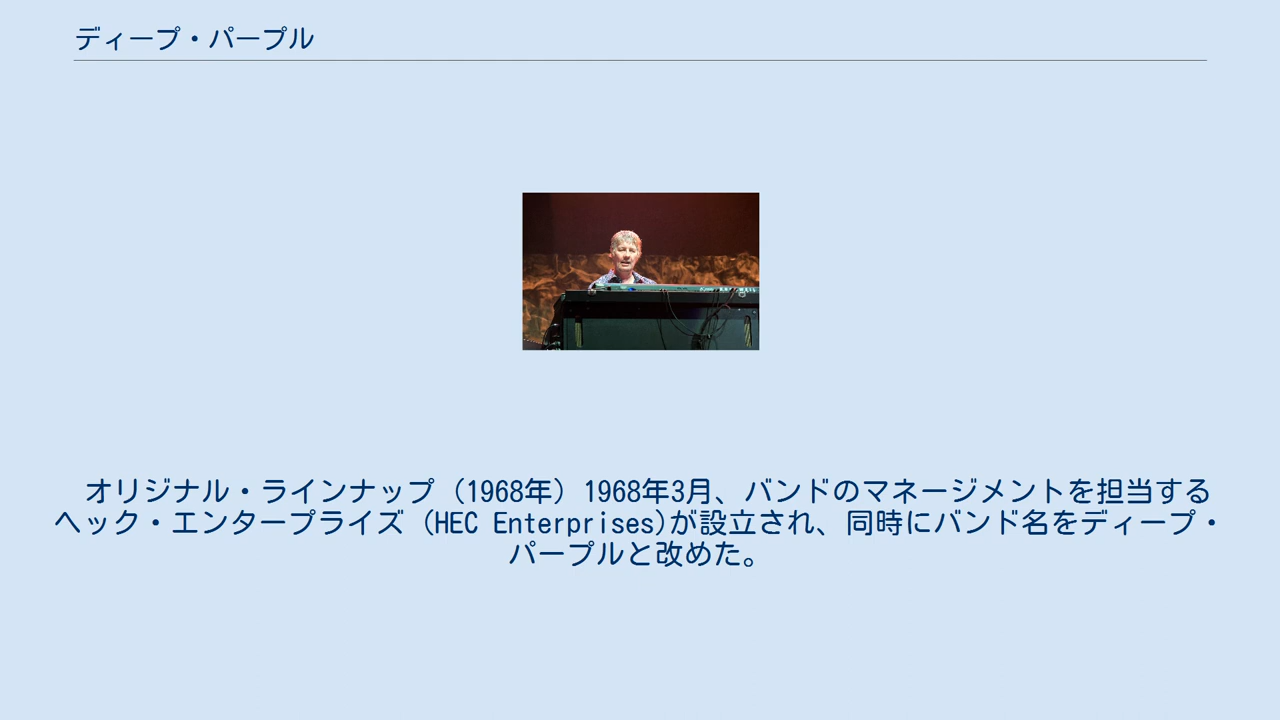 ディープ・パープル
オリジナル・ラインナップ（1968年）1968年3月、バンドのマネージメントを担当する
ヘック・エンタープライズ（HEC Enterprises)が設立され、同時にバンド名をディープ・
パープルと改めた。